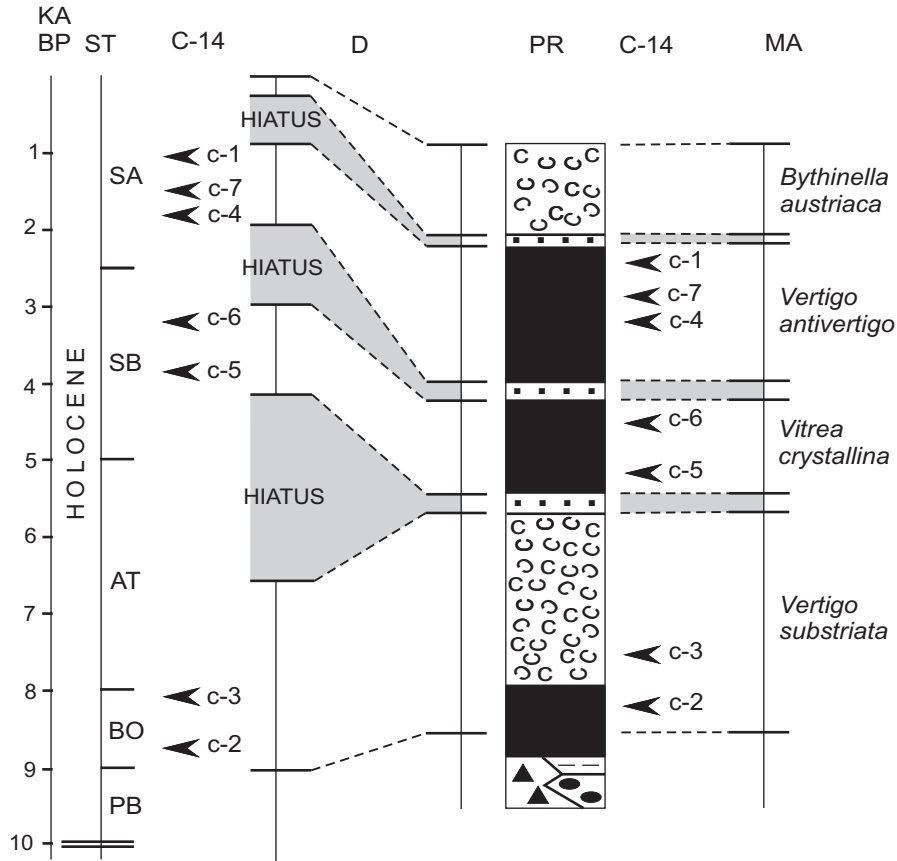 KA
BP ST C-14 D PR C-14 MA
HIATUS
1 c-1
SA
c-7
c-4
2
HIATUS
3
c-6
SB
c-5
4
HOLOCENE
5
HIATUS
6
AT
7
8
c-3
BO
c-2
9
PB
10
Bythinella
austriaca
c-1
c-7
c-4
Vertigo
antivertigo
c-6
c-5
Vitrea
crystallina
Vertigo
substriata
c-3
c-2